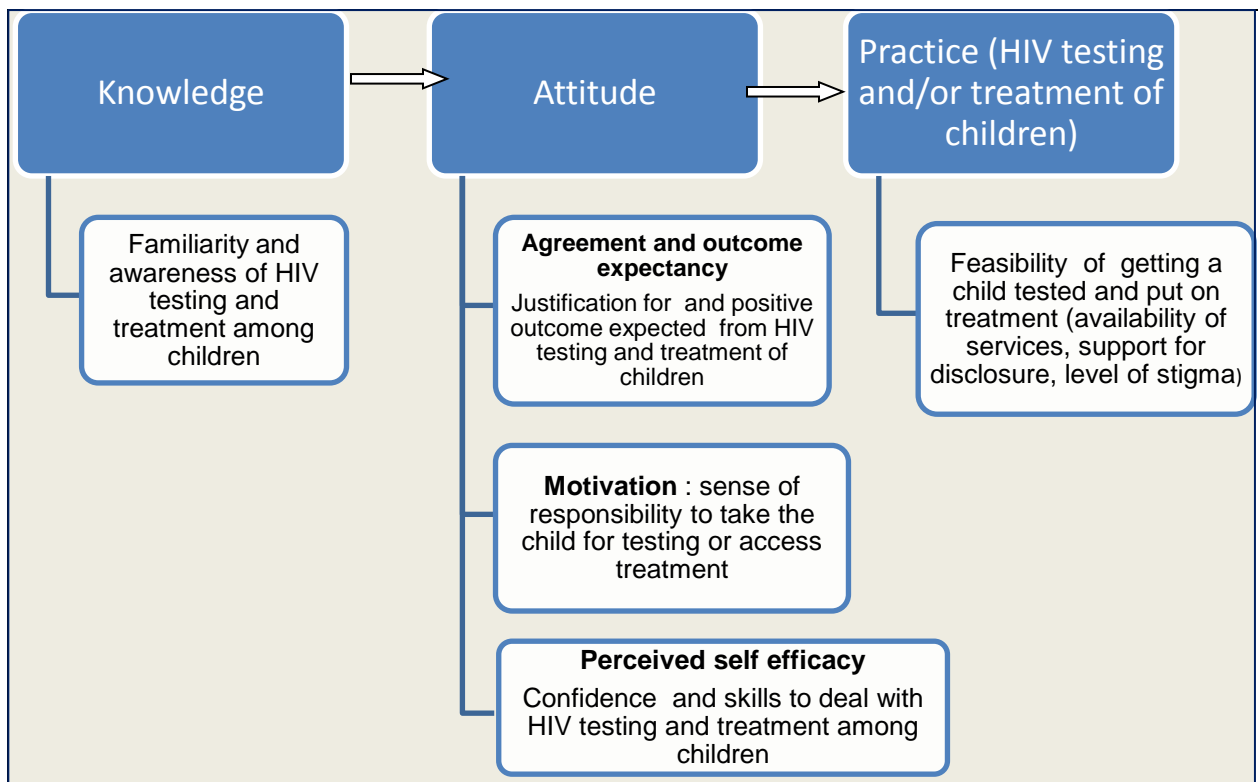 Knowledge
Attitude
Practice (HIV testing
and/or treatment of
children)
Familiarity and
awareness of HIV
testing and
treatment among
children
Agreement and outcome
expectancy
Justification for and positive
outcome expected from HIV
testing and treatment of
children
Motivation : sense of
responsibility to take the
child for testing or access
treatment
Perceived self efficacy
Confidence and skills to deal with
HIV testing and treatment among
children
Feasibility of getting a
child tested and put on
treatment (availability of
services, support for
disclosure, level of stigma)